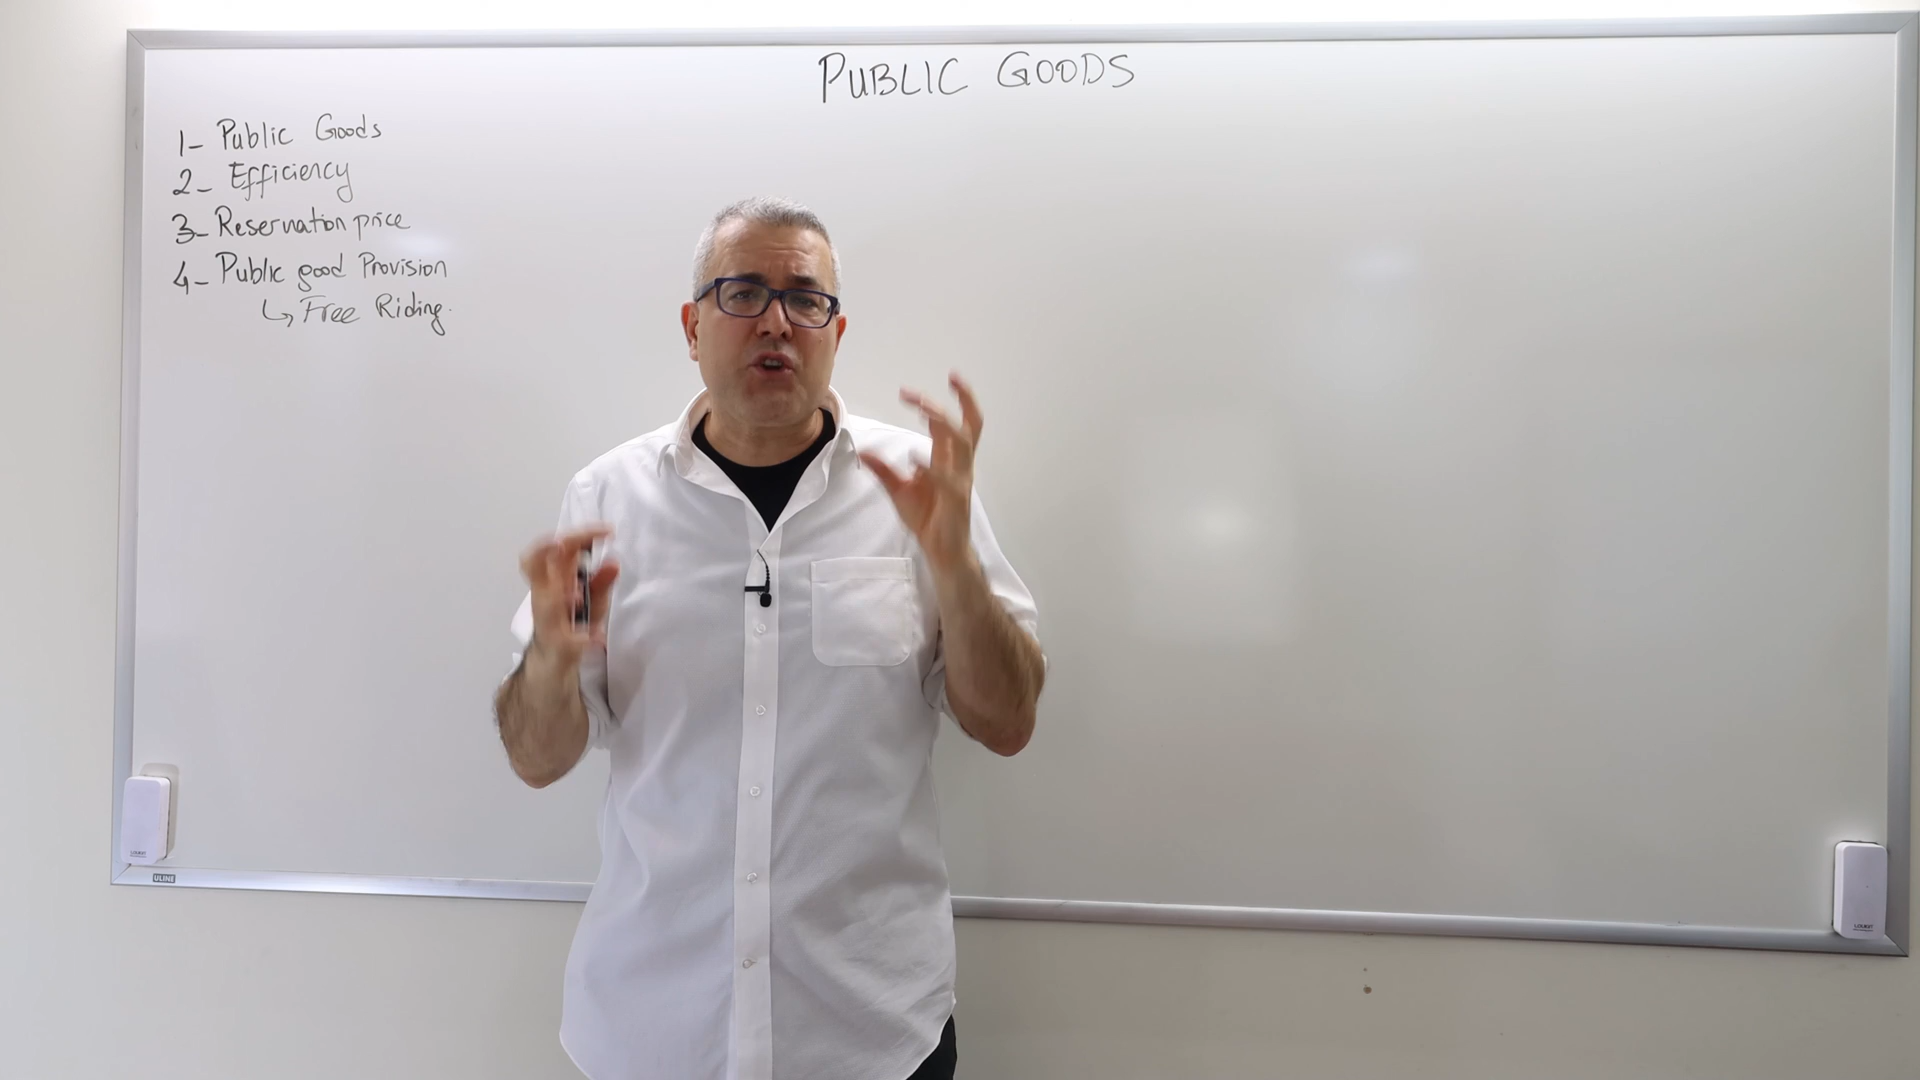 PUBLIC GOODS
1- Public Goods
2- Efficiency
3- Reservation price
4- Public good Provision
↳ Free Riding.
ULINE